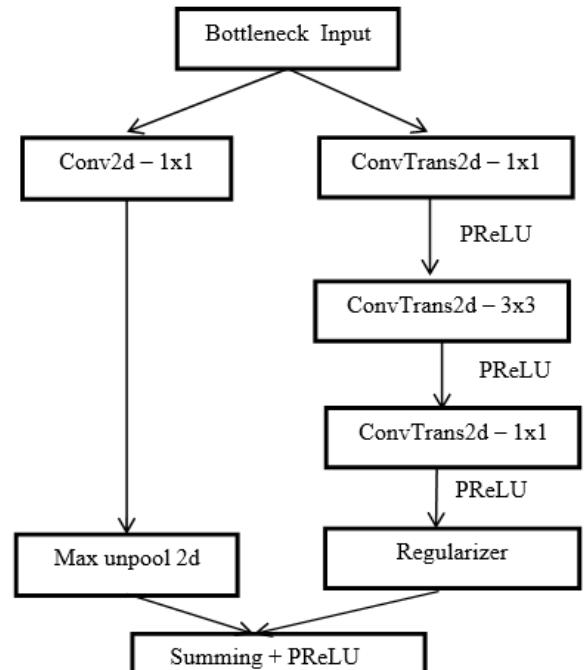 Bottleneck Input
Conv2d – 1x1
ConvTrans2d – 1x1
PReLU
ConvTrans2d – 3x3
PReLU
ConvTrans2d – 1x1
PReLU
Max unpool 2d
Regularizer
Summing + PReLU